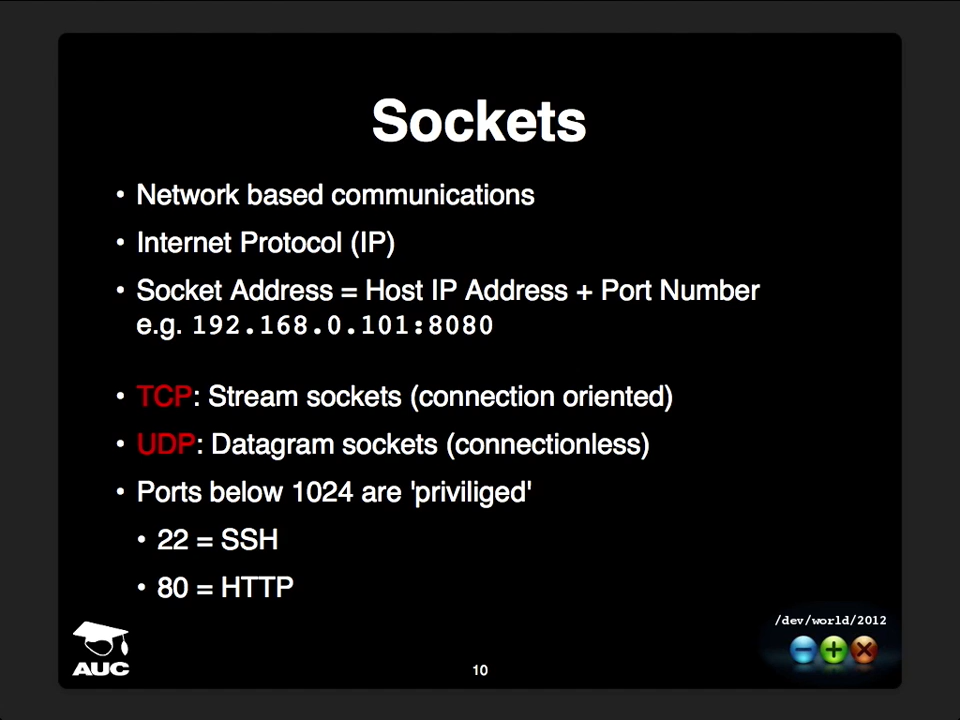 Sockets
• Network based communications
• Internet Protocol (IP)
• Socket Address = Host IP Address + Port Number
e.g. 192.168.0.101:8080
• TCP: Stream sockets (connection oriented)
• UDP: Datagram sockets (connectionless)
• Ports below 1024 are 'priviliged'
• 22 = SSH
• 80 = HTTP
/dev/world/2012
AUC
10